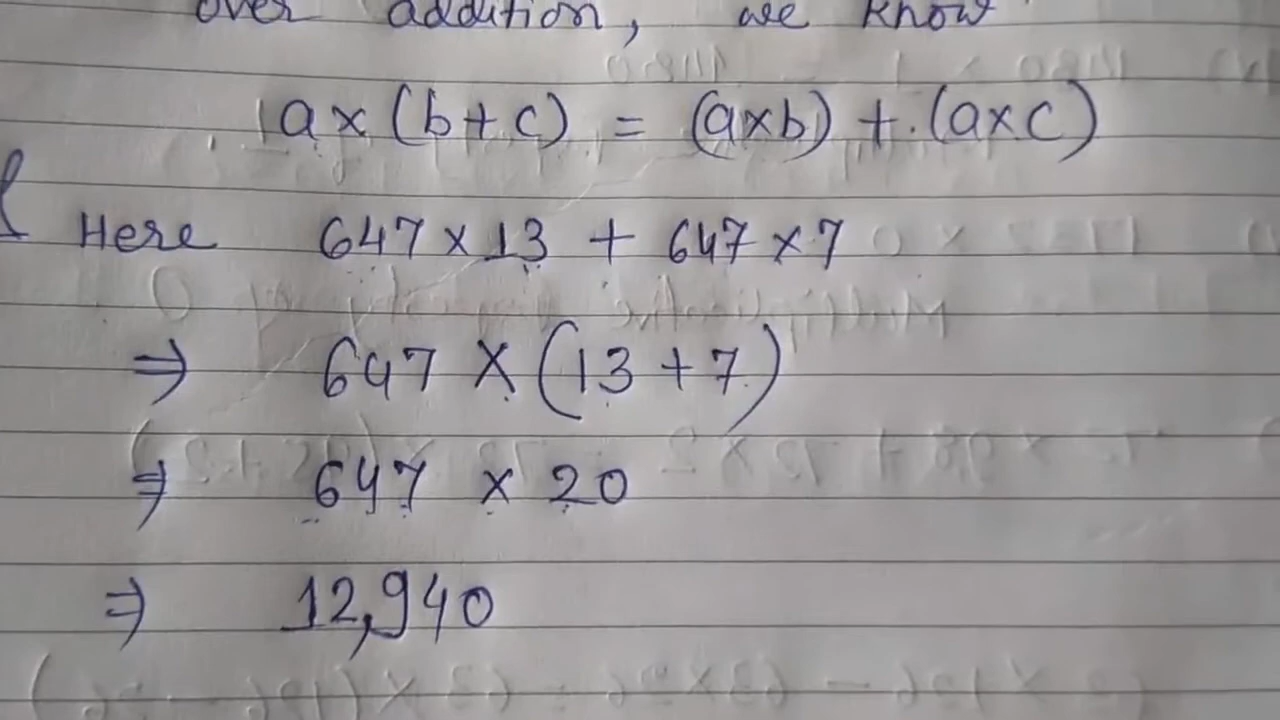 over addition, we know
a × (b + c) = (a×b) + (a×c)
Here 647 × 13 + 647 × 7
⇒ 647 × (13 + 7)
⇒ 647 × 20
⇒ 12,940